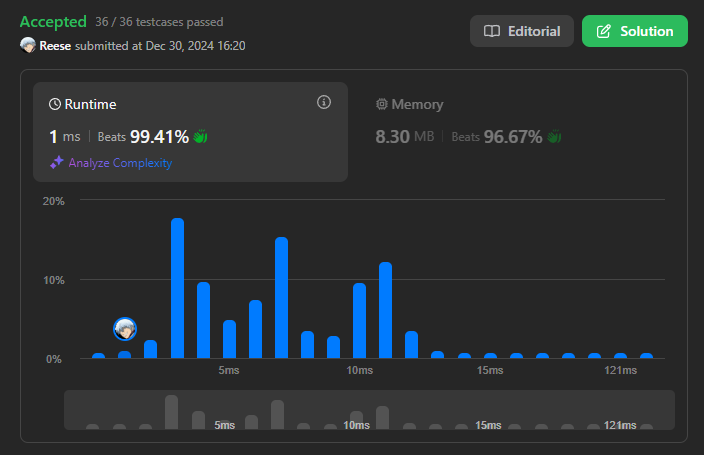 Accepted 36 / 36 testcases passed
Reese submitted at Dec 30, 2024 16:20
Editorial
Solution
Runtime
1 ms | Beats 99.41%
Analyze Complexity
Memory
8.30 MB | Beats 96.67%
20%
10%
0%
5ms 10ms 15ms 121ms
5ms 10ms 15ms 121ms